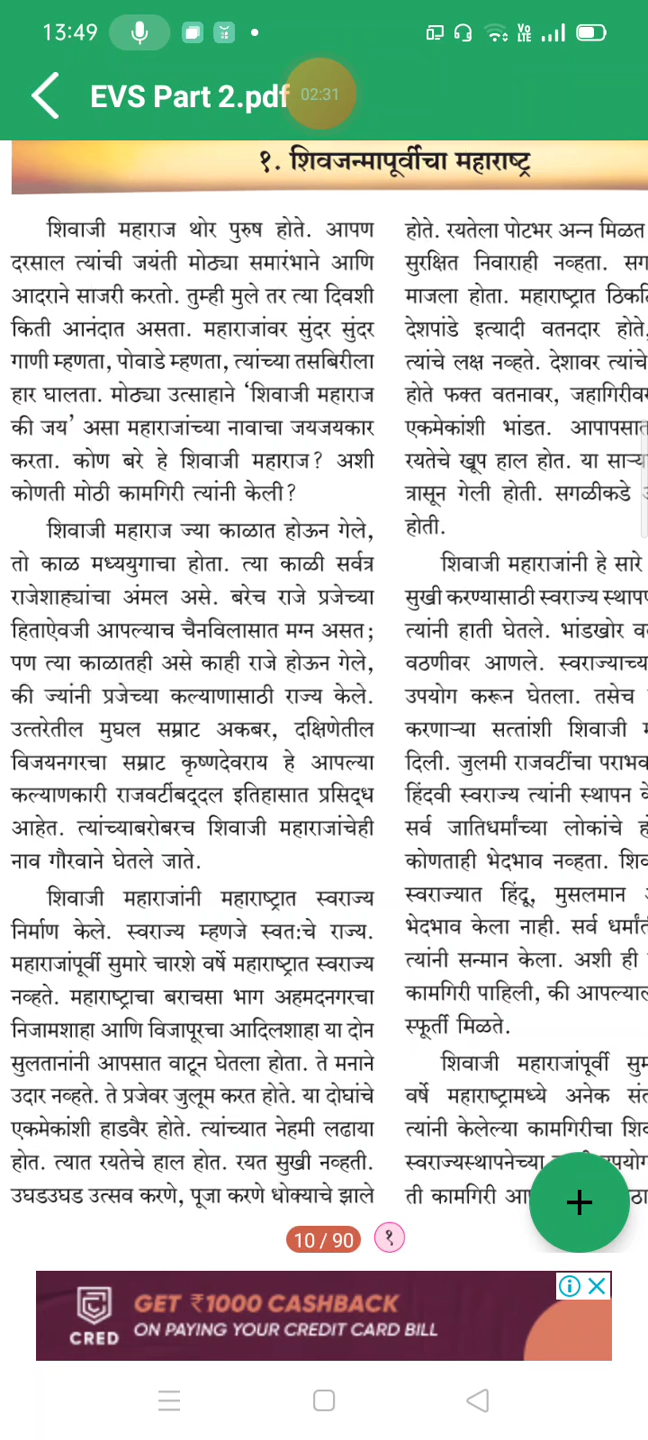 13:49
VO LTE
EVS Part 2.pdf
02:31
१. शिवजन्मापूर्वीचा महाराष्ट्र
शिवाजी महाराज थोर पुरुष होते. आपण
दरसाल त्यांची जयंती मोठ्या समारंभाने आणि
आदराने साजरी करतो. तुम्ही मुले तर त्या दिवशी
किती आनंदात असता. महाराजांवर सुंदर सुंदर
गाणी म्हणता, पोवाडे म्हणता, त्यांच्या तसबिरीला
हार घालता. मोठ्या उत्साहाने ‘शिवाजी महाराज
की जय’ असा महाराजांच्या नावाचा जयजयकार
करता. कोण बरे हे शिवाजी महाराज? अशी
कोणती मोठी कामगिरी त्यांनी केली?
शिवाजी महाराज ज्या काळात होऊन गेले,
तो काळ मध्ययुगाचा होता. त्या काळी सर्वत्र
राजेशाह्यांचा अंमल असे. बरेच राजे प्रजेच्या
हिताऐवजी आपल्याच चैनविलासात मग्न असत;
पण त्या काळातही असे काही राजे होऊन गेले,
की ज्यांनी प्रजेच्या कल्याणासाठी राज्य केले.
उत्तरेतील मुघल सम्राट अकबर, दक्षिणेतील
विजयनगरचा सम्राट कृष्णदेवराय हे आपल्या
कल्याणकारी राजवटींबद्दल इतिहासात प्रसिद्ध
आहेत. त्यांच्याबरोबरच शिवाजी महाराजांचेही
नाव गौरवाने घेतले जाते.
शिवाजी महाराजांनी महाराष्ट्रात स्वराज्य
निर्माण केले. स्वराज्य म्हणजे स्वतःचे राज्य.
महाराजांपूर्वी सुमारे चारशे वर्षे महाराष्ट्रात स्वराज्य
नव्हते. महाराष्ट्राचा बराचसा भाग अहमदनगरचा
निजामशाहा आणि विजापूरचा आदिलशाहा या दोन
सुलतानांनी आपसात वाटून घेतला होता. ते मनाने
उदार नव्हते. ते प्रजेवर जुलूम करत होते. या दोघांचे
एकमेकांशी हाडवैर होते. त्यांच्यात नेहमी लढाया
होत. त्यात रयतेचे हाल होत. रयत सुखी नव्हती.
उघडउघड उत्सव करणे, पूजा करणे धोक्याचे झाले
होते. रयतेला पोटभर अन्न मिळत
सुरक्षित निवाराही नव्हता.
माजला होता. महाराष्ट्रात
देशपांडे इत्यादी वतनदार होते,
त्यांचे लक्ष नव्हते. देशावर त्यांचे
होते फक्त वतनावर,
एकमेकांशी भांडत.
रयतेचे खूप हाल होत. या
त्रासून गेली होती. सगळीकडे
होती.
शिवाजी महाराजांनी हे सारे
सुखी करण्यासाठी स्वराज्य
त्यांनी हाती घेतले. भांडखोर
वठणीवर आणले. स्वराज्याच्या
उपयोग करून घेतला. तसेच
करणाऱ्या सत्तांशी शिवाजी
दिली. जुलमी राजवटींचा
हिंदवी स्वराज्य त्यांनी स्थापन
सर्व जातिधर्मांच्या लोकांचे
कोणताही भेदभाव नव्हता.
स्वराज्यात हिंदू, मुसलमान
भेदभाव केला नाही. सर्व
त्यांनी सन्मान केला. अशी ही
कामगिरी पाहिली, की
स्फूर्ती मिळते.
शिवाजी महाराजांपूर्वी
वर्षे महाराष्ट्रामध्ये अनेक
त्यांनी केलेल्या कामगिरीचा
स्वराज्यस्थापनेच्या
ती कामगिरी
10 / 90
१
GET ₹1000 CASHBACK
ON PAYING YOUR CREDIT CARD BILL
CRED